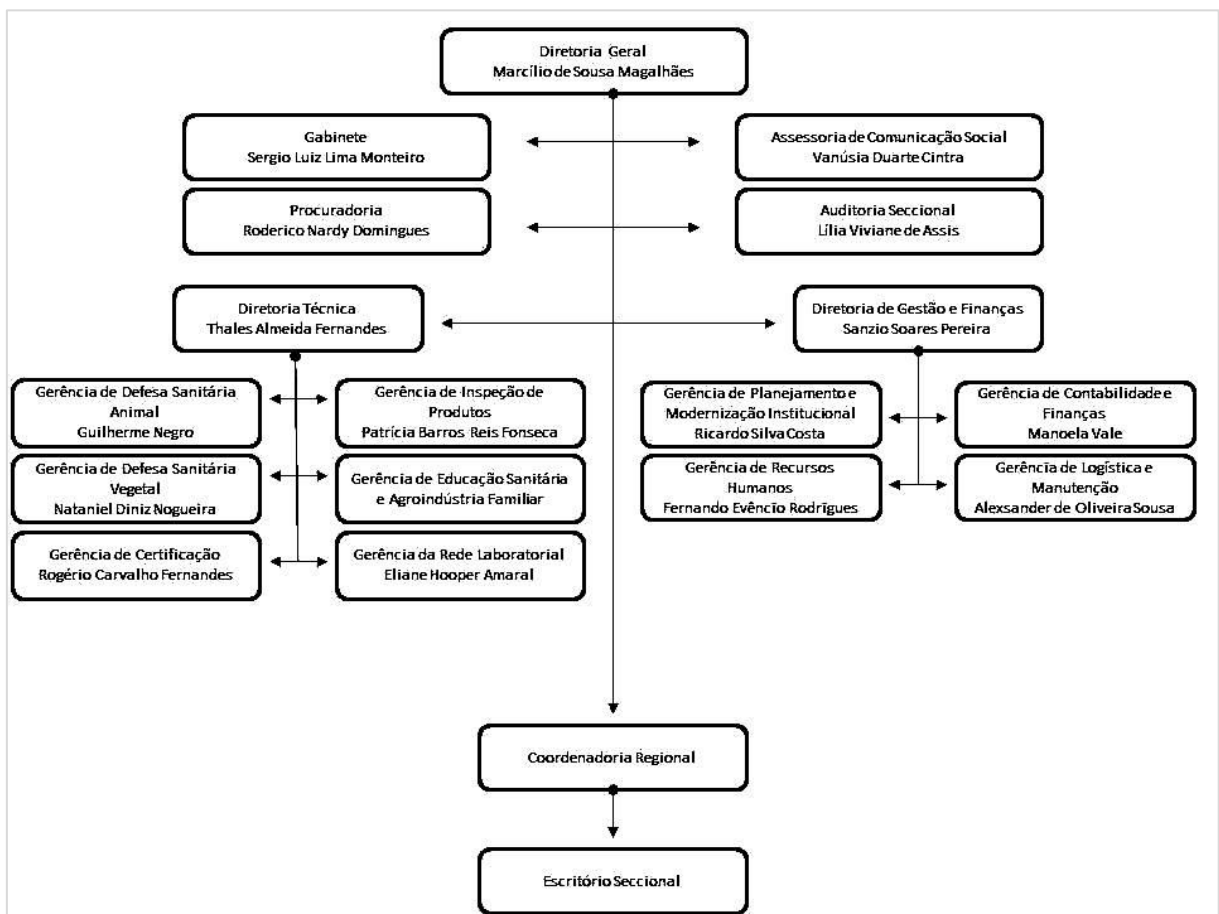 Diretoria Geral
Marcílio de Sousa Magalhães
Gabinete
Sergio Luiz Lima Monteiro
Assessoria de Comunicação Social
Vanúsia Duarte Cintra
Procuradoria
Roderico Nardy Domingues
Auditoria Seccional
Lília Viviane de Assis
Diretoria Técnica
Thales Almeida Fernandes
Diretoria de Gestão e Finanças
Sanzio Soares Pereira
Gerência de Defesa Sanitária
Animal
Guilherme Negro
Gerência de Inspeção de
Produtos
Patrícia Barros Reis Fonseca
Gerência de Planejamento e
Modernização Institucional
Ricardo Silva Costa
Gerência de Contabilidade e
Finanças
Manoela Vale
Gerência de Defesa Sanitária
Vegetal
Nataniel Diniz Nogueira
Gerência de Educação Sanitária
e Agroindústria Familiar
Gerência de Recursos
Humanos
Fernando Evêncio Rodrigues
Gerência de Logística e
Manutenção
Alexsander de Oliveira Sousa
Gerência de Certificação
Rogério Carvalho Fernandes
Gerência da Rede Laboratorial
Eliane Hooper Amaral
Coordenadoria Regional
Escritório Seccional